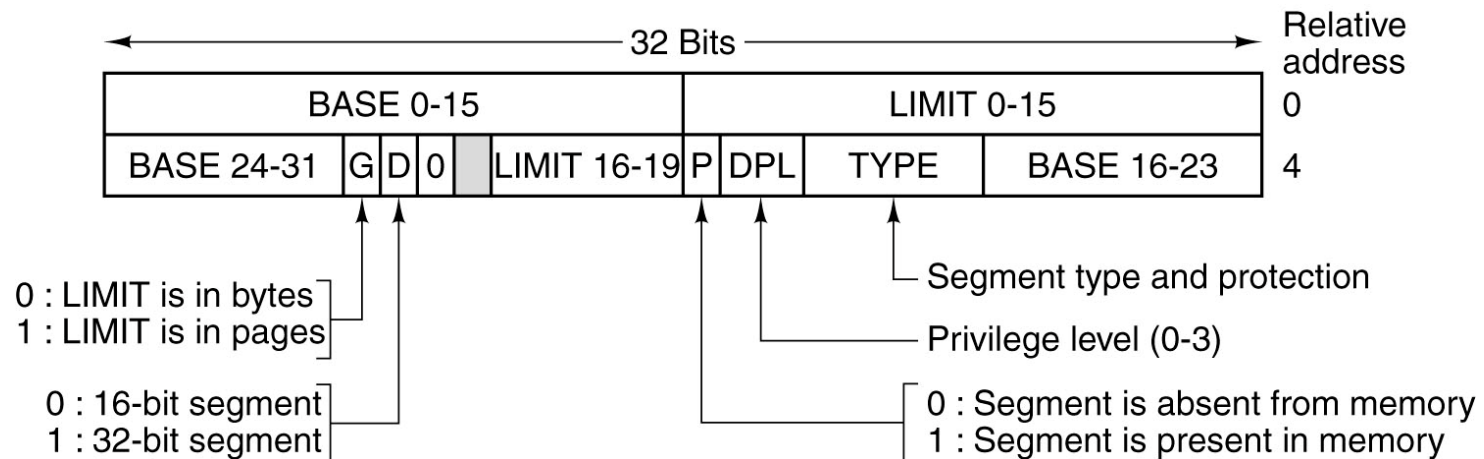 32 Bits
Relative
address
BASE 0-15 LIMIT 0-15 0
BASE 24-31 G D 0 LIMIT 16-19 P DPL TYPE BASE 16-23 4
0 : LIMIT is in bytes
1 : LIMIT is in pages
0 : 16-bit segment
1 : 32-bit segment
Segment type and protection
Privilege level (0-3)
0 : Segment is absent from memory
1 : Segment is present in memory